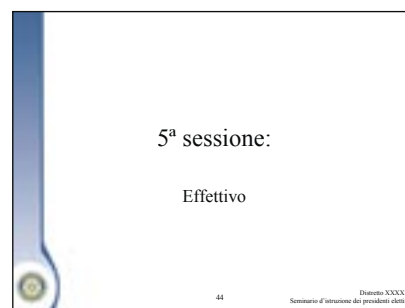 5ª sessione:
Effettivo
44
Distretto XXXX
Seminario d'istruzione dei presidenti eletti